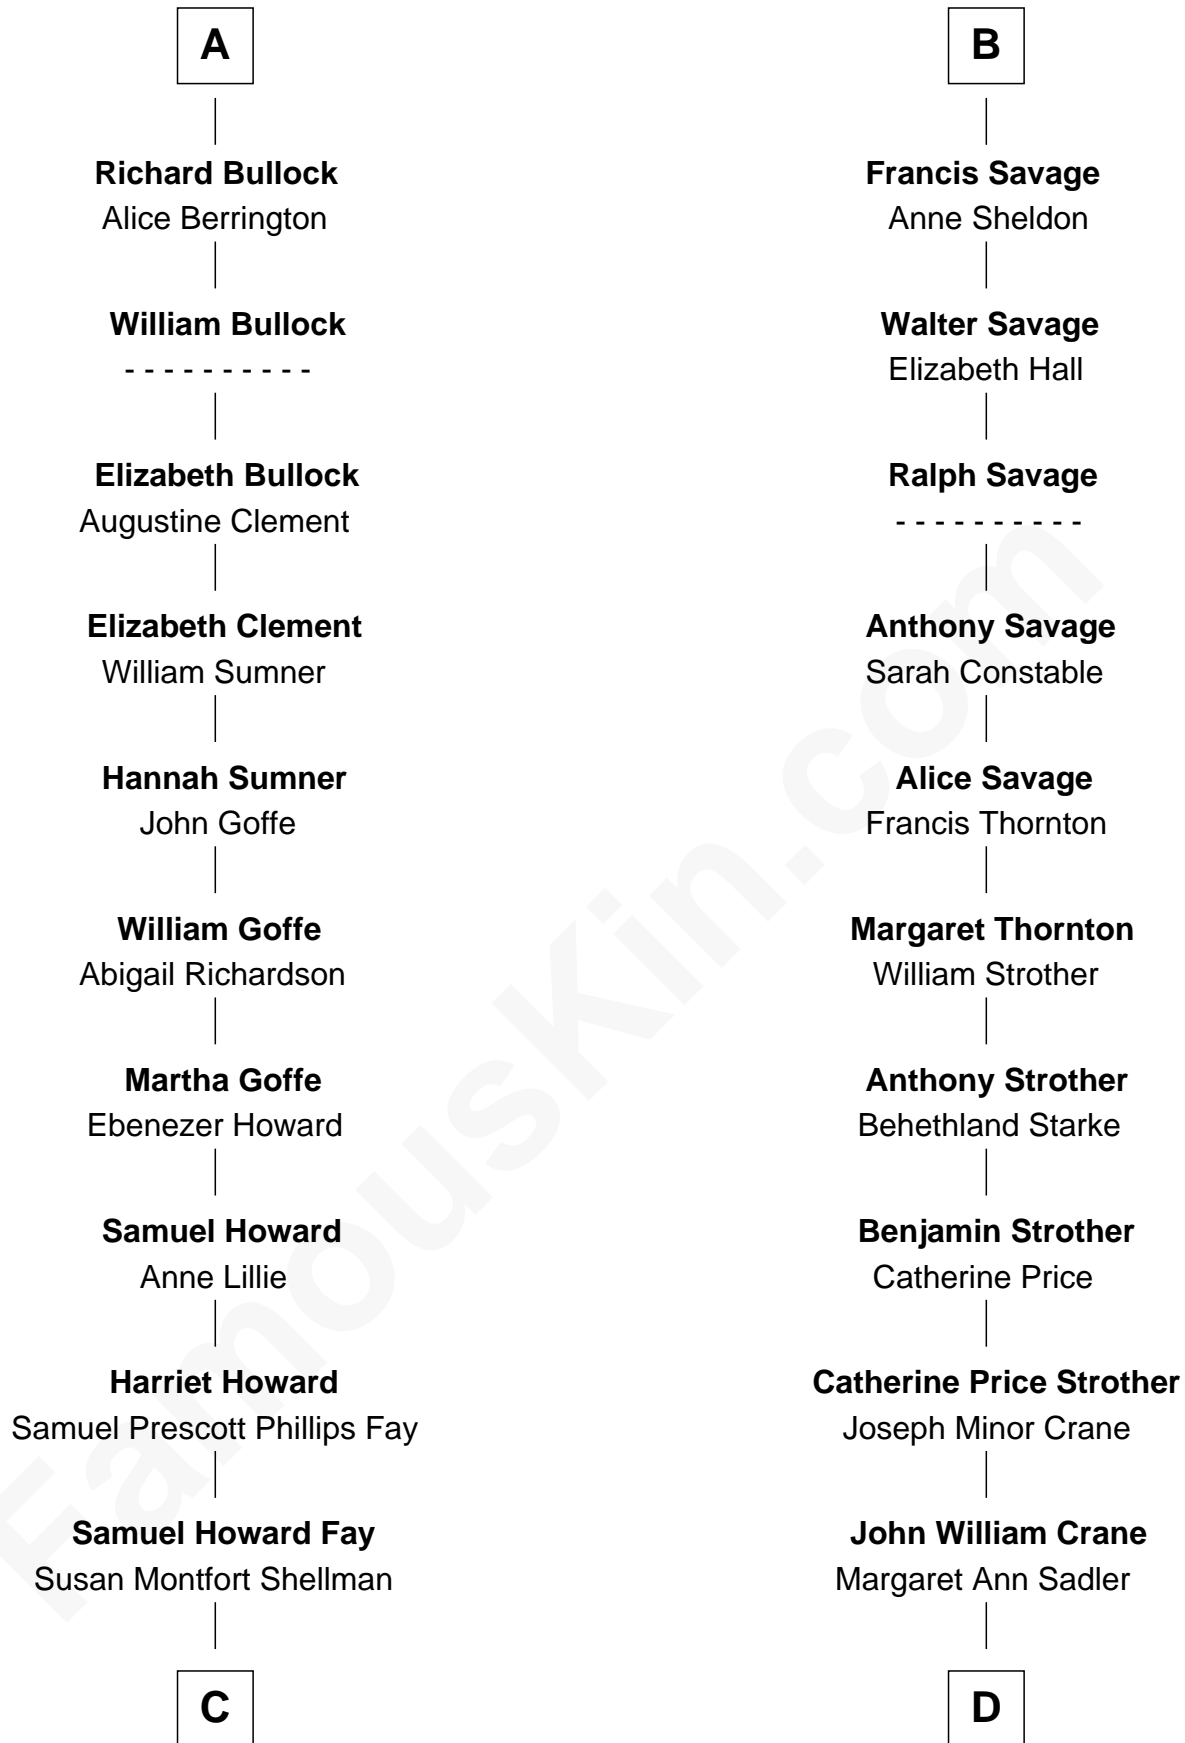 A
Richard Bullock
Alice Berrington
William Bullock
- - - - - - - - - -
Elizabeth Bullock
Augustine Clement
Elizabeth Clement
William Sumner
Hannah Sumner
John Goffe
William Goffe
Abigail Richardson
Martha Goffe
Ebenezer Howard
Samuel Howard
Anne Lillie
Harriet Howard
Samuel Prescott Phillips Fay
Samuel Howard Fay
Susan Montfort Shellman
C
B
Francis Savage
Anne Sheldon
Walter Savage
Elizabeth Hall
Ralph Savage
- - - - - - - - - -
Anthony Savage
Sarah Constable
Alice Savage
Francis Thornton
Margaret Thornton
William Strother
Anthony Strother
Behethland Starke
Benjamin Strother
Catherine Price
Catherine Price Strother
Joseph Minor Crane
John William Crane
Margaret Ann Sadler
D
FamousKin.com